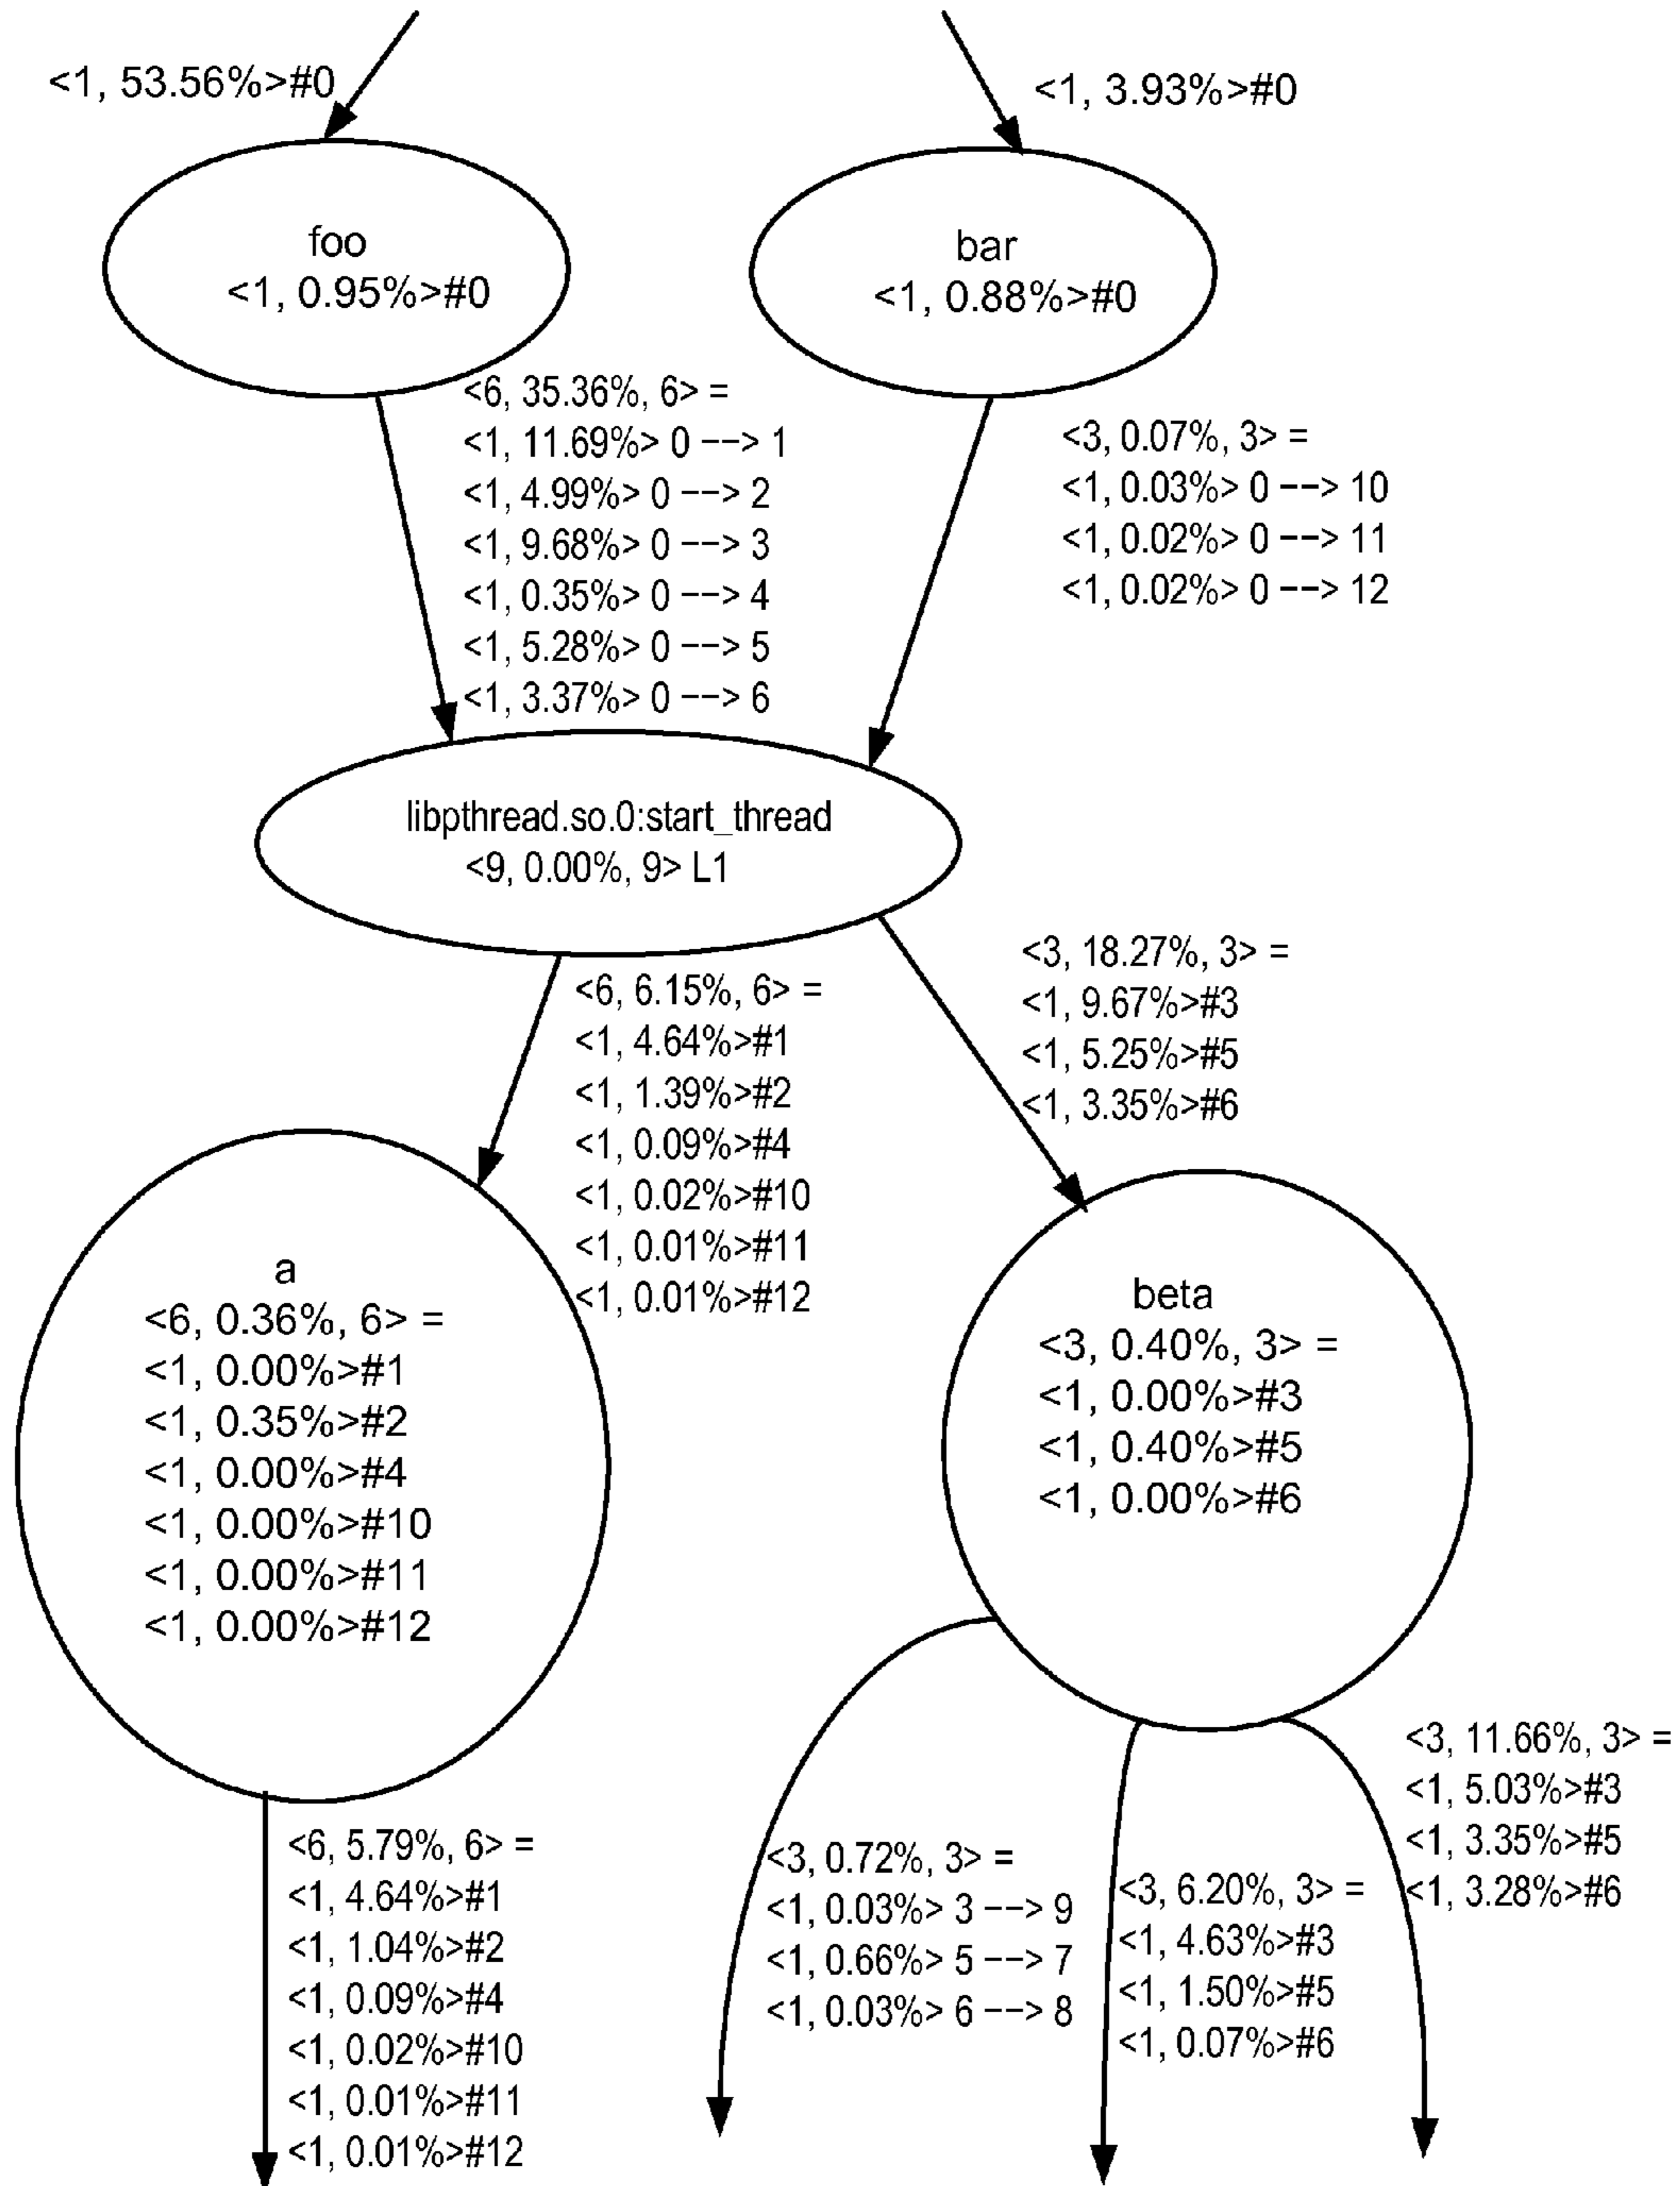 <1, 53.56%>#0
<1, 3.93%>#0
foo
<1, 0.95%>#0
bar
<1, 0.88%>#0
<6, 35.36%, 6> =
<1, 11.69%> 0 −−> 1
<1, 4.99%> 0 −−> 2
<1, 9.68%> 0 −−> 3
<1, 0.35%> 0 −−> 4
<1, 5.28%> 0 −−> 5
<1, 3.37%> 0 −−> 6
<3, 0.07%, 3> =
<1, 0.03%> 0 −−> 10
<1, 0.02%> 0 −−> 11
<1, 0.02%> 0 −−> 12
libpthread.so.0:start_thread
<9, 0.00%, 9> L1
<6, 6.15%, 6> =
<1, 4.64%>#1
<1, 1.39%>#2
<1, 0.09%>#4
<1, 0.02%>#10
<1, 0.01%>#11
<1, 0.01%>#12
<3, 18.27%, 3> =
<1, 9.67%>#3
<1, 5.25%>#5
<1, 3.35%>#6
a
<6, 0.36%, 6> =
<1, 0.00%>#1
<1, 0.35%>#2
<1, 0.00%>#4
<1, 0.00%>#10
<1, 0.00%>#11
<1, 0.00%>#12
beta
<3, 0.40%, 3> =
<1, 0.00%>#3
<1, 0.40%>#5
<1, 0.00%>#6
<6, 5.79%, 6> =
<1, 4.64%>#1
<1, 1.04%>#2
<1, 0.09%>#4
<1, 0.02%>#10
<1, 0.01%>#11
<1, 0.01%>#12
<3, 0.72%, 3> =
<1, 0.03%> 3 −−> 9
<1, 0.66%> 5 −−> 7
<1, 0.03%> 6 −−> 8
<3, 6.20%, 3> =
<1, 4.63%>#3
<1, 1.50%>#5
<1, 0.07%>#6
<3, 11.66%, 3> =
<1, 5.03%>#3
<1, 3.35%>#5
<1, 3.28%>#6